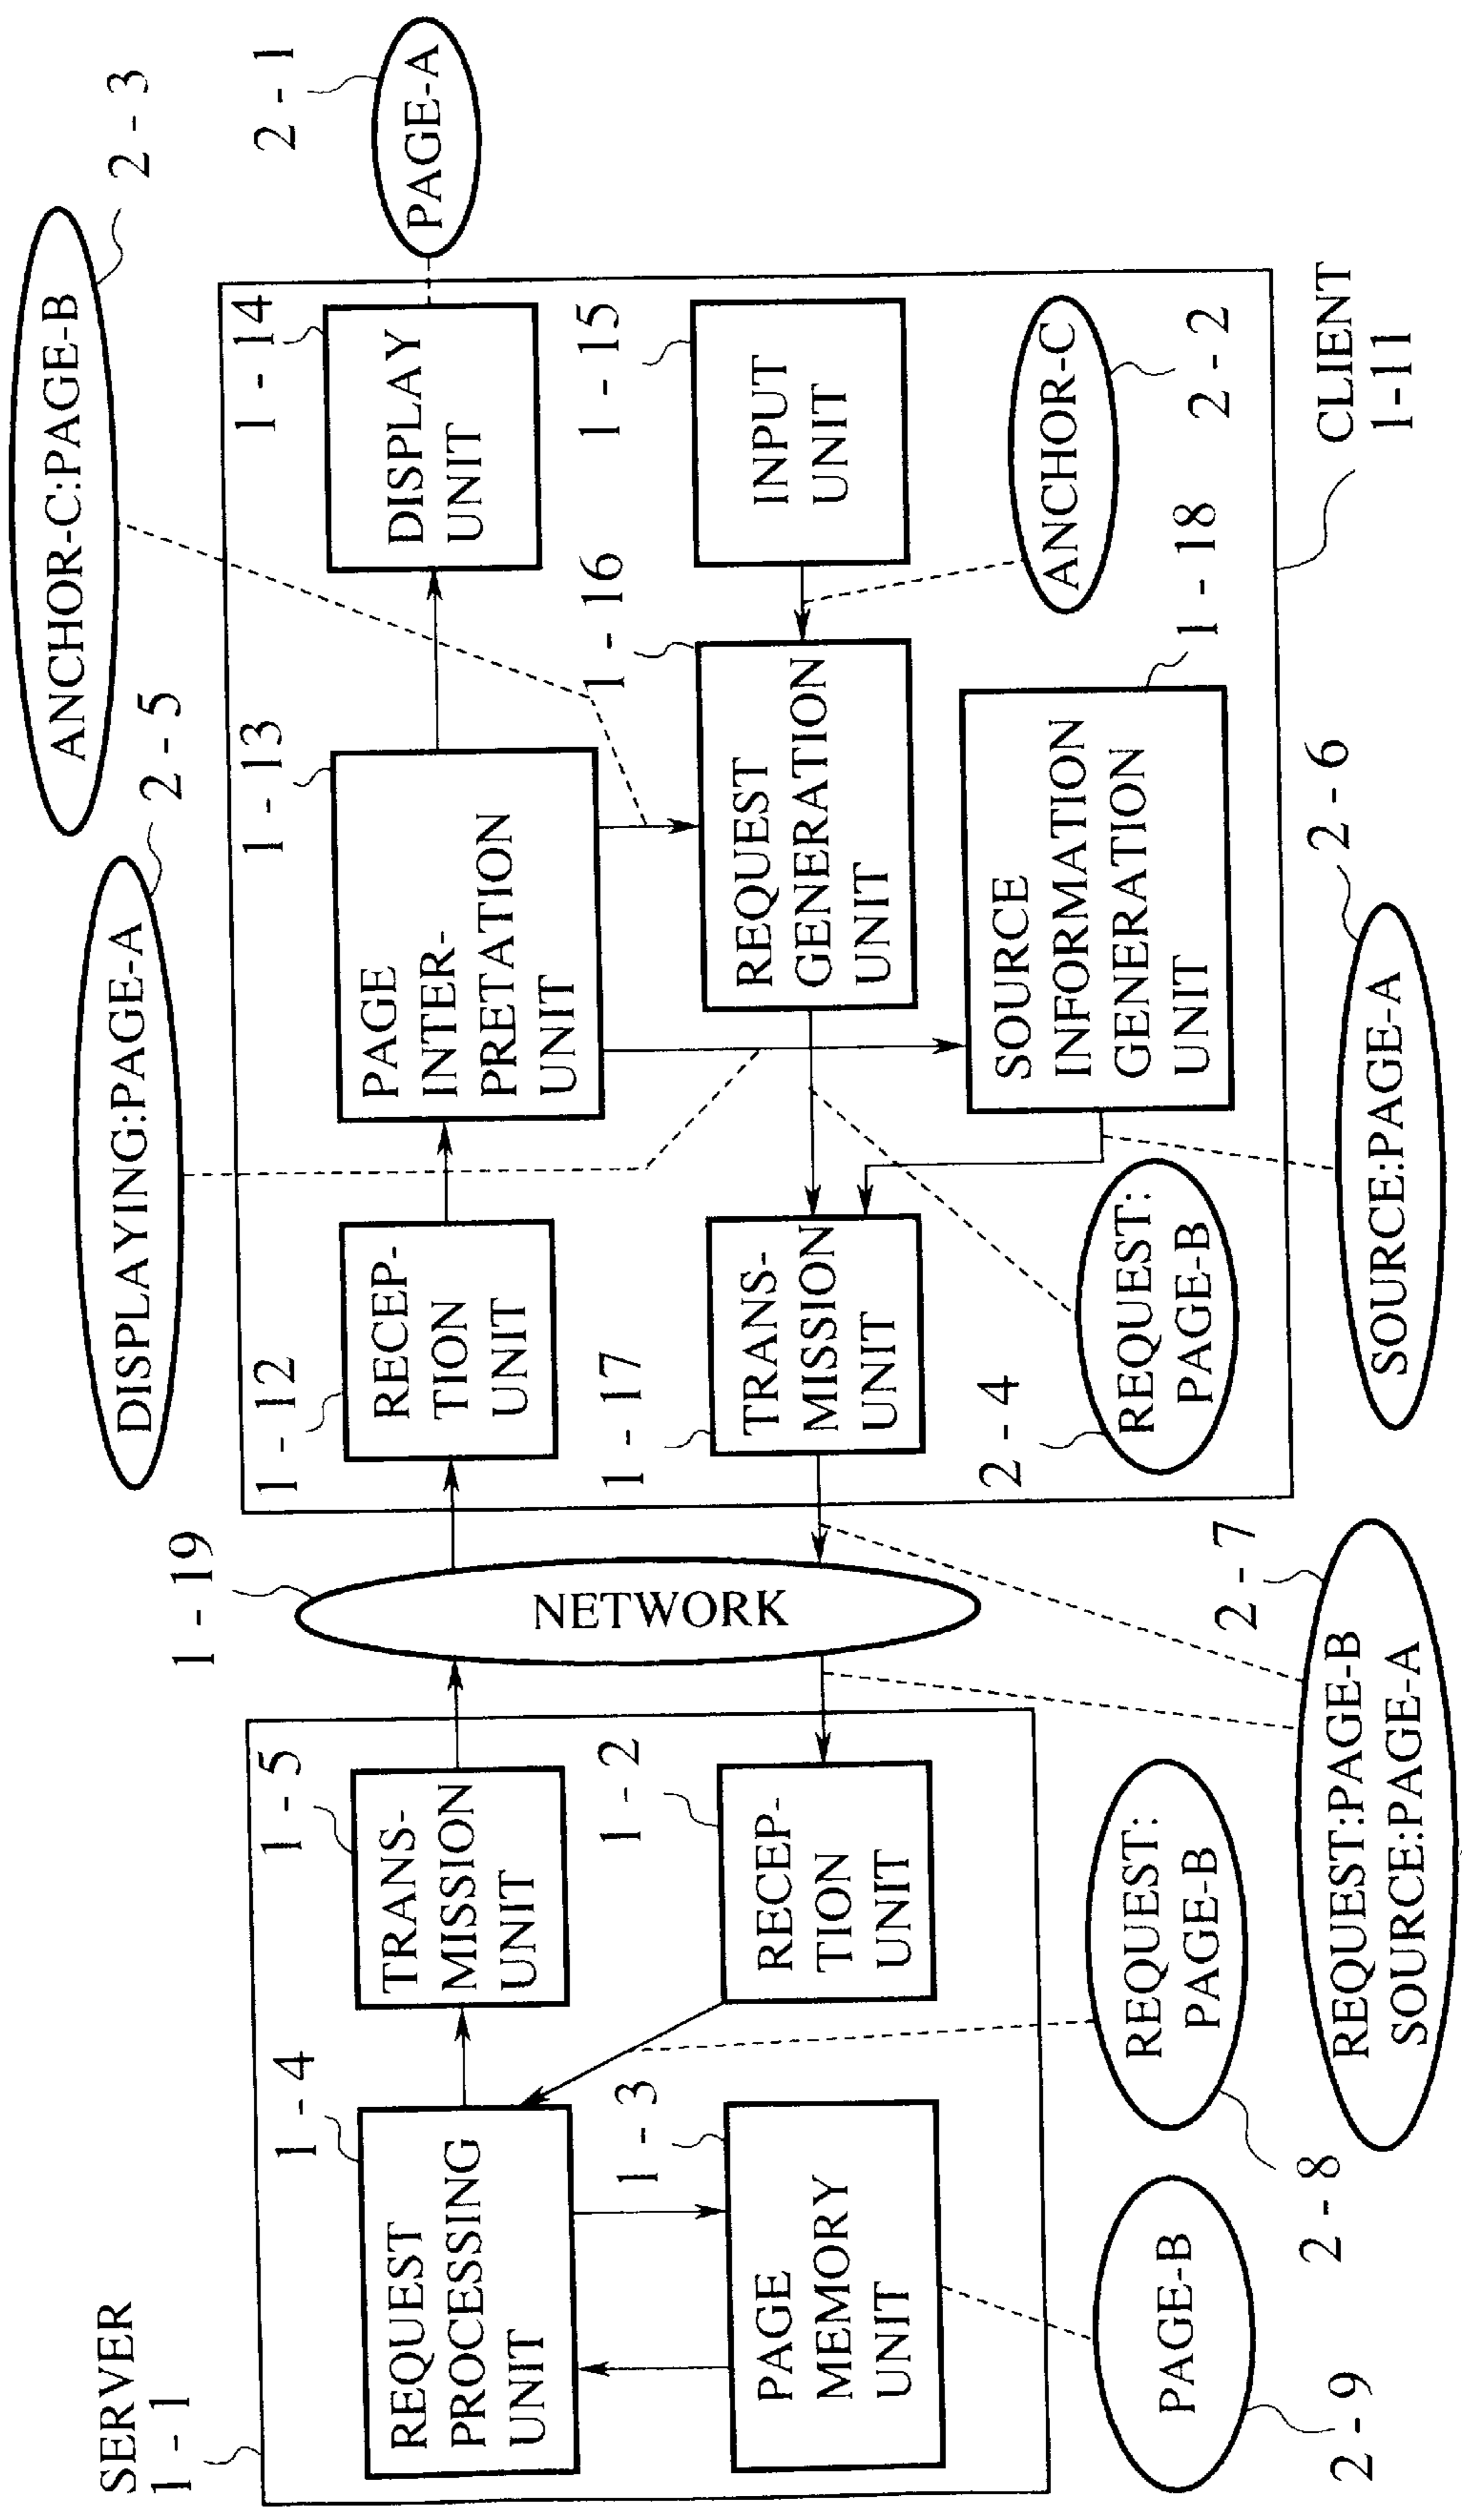 SERVER
1-1
1-4
REQUEST
PROCESSING
UNIT
1-5
TRANS-
MISSION
UNIT
1-3
PAGE
MEMORY
UNIT
1-2
RECEP-
TION
UNIT
2-9
PAGE-B
2-8
REQUEST:
PAGE-B
2-7
REQUEST:PAGE-B
SOURCE:PAGE-A
1-19
NETWORK
DISPLAYING:PAGE-A
2-5
ANCHOR-C:PAGE-B
2-3
1-12
RECEP-
TION
UNIT
1-13
PAGE
INTER-
PRETATION
UNIT
1-14
DISPLAY
UNIT
2-1
PAGE-A
1-17
TRANS-
MISSION
UNIT
1-16
REQUEST
GENERATION
UNIT
1-15
INPUT
UNIT
2-4
REQUEST:
PAGE-B
SOURCE
INFORMATION
GENERATION
UNIT
1-18
ANCHOR-C
2-2
SOURCE:PAGE-A
2-6
CLIENT
1-11